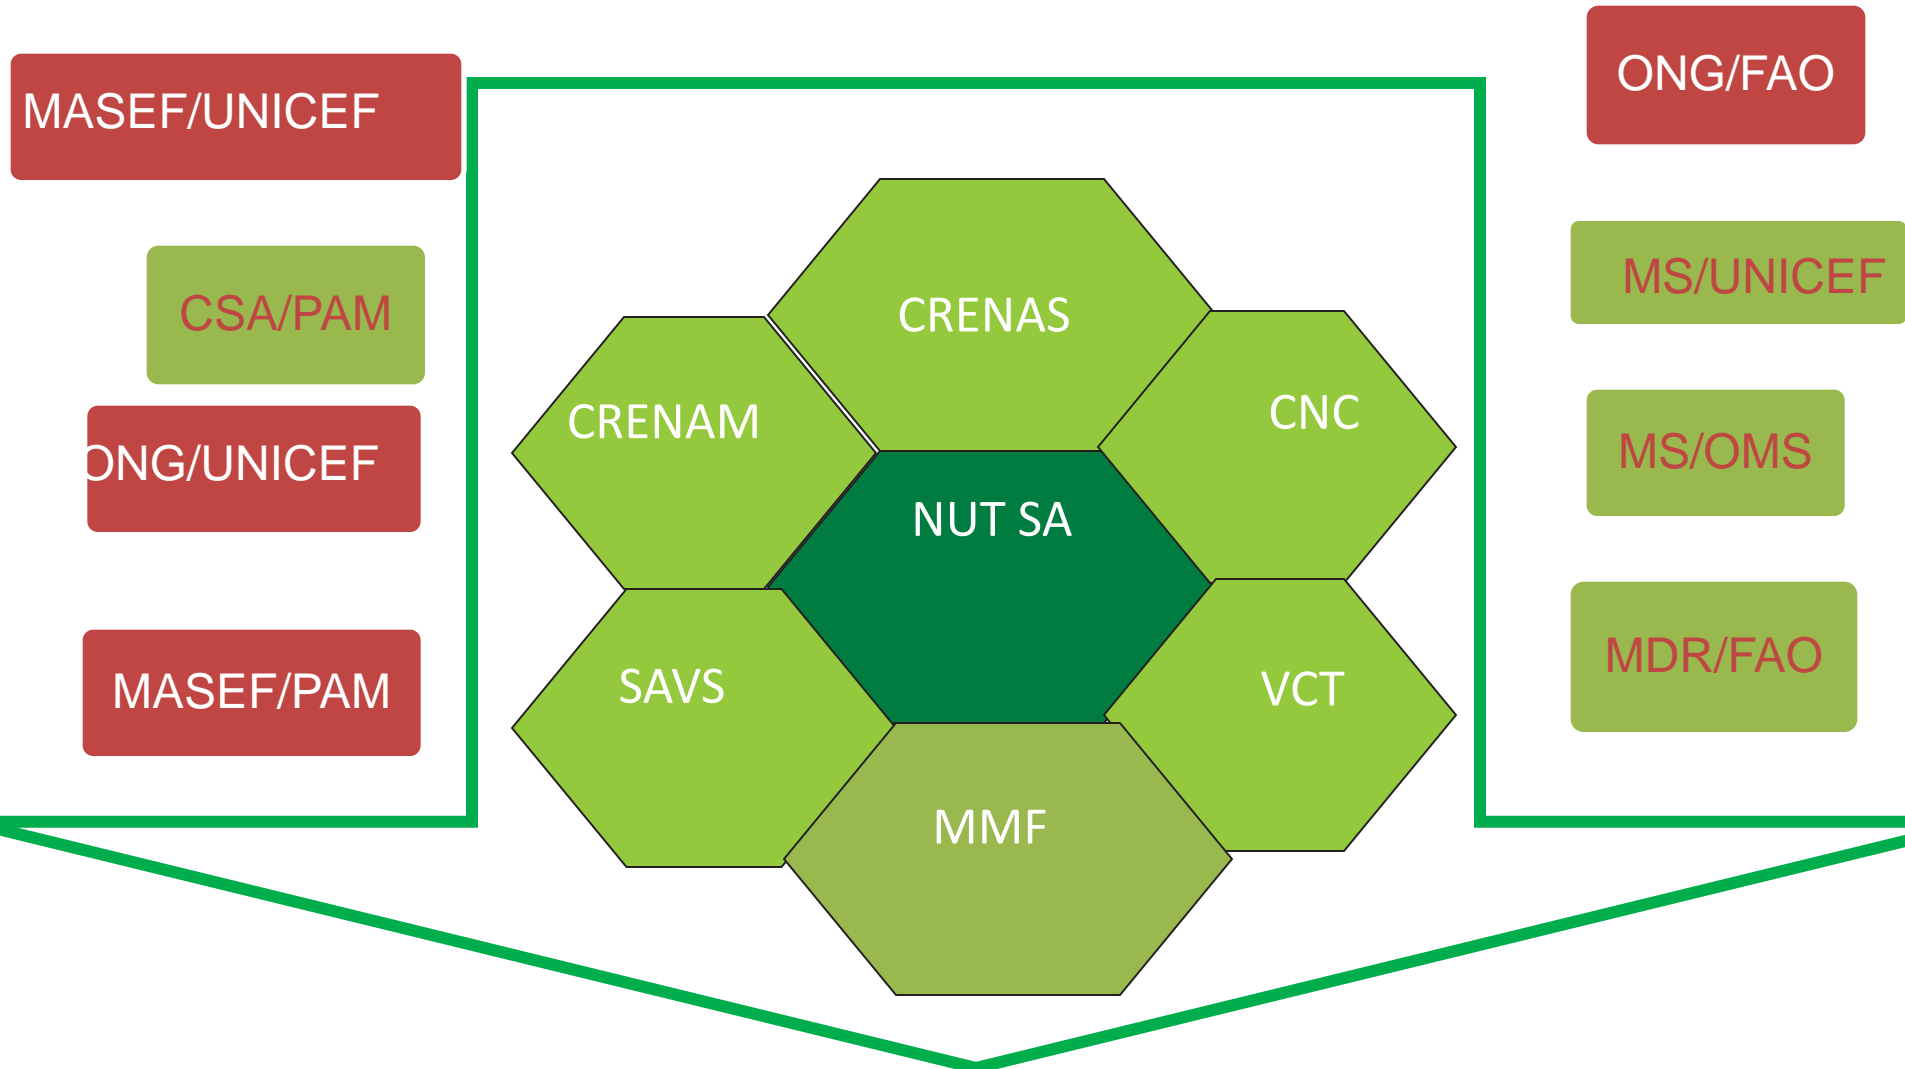 MASEF/UNICEF
CSA/PAM
ONG/UNICEF
MASEF/PAM
CRENAS
CRENAM
CNC
NUT SA
SAVS
VCT
MMF
ONG/FAO
MS/UNICEF
MS/OMS
MDR/FAO